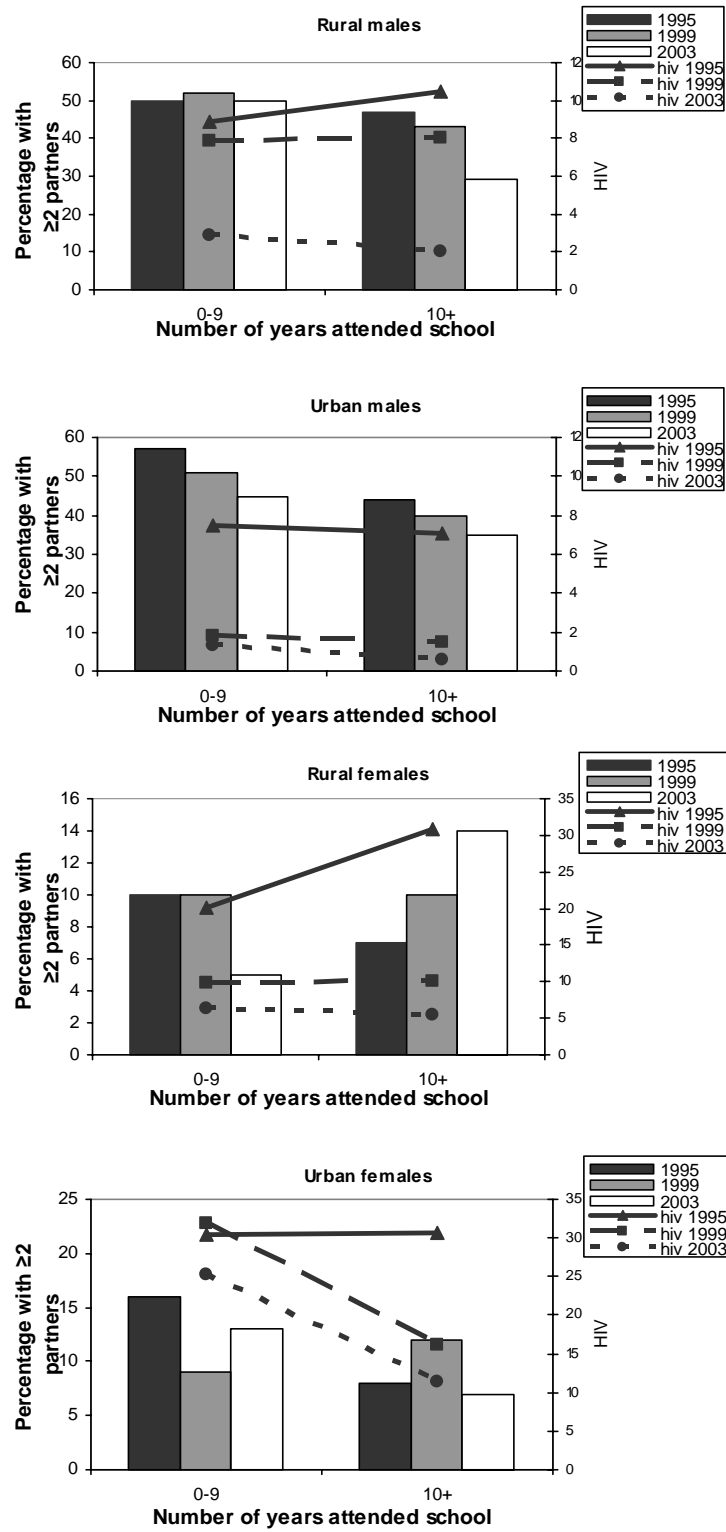 Rural males
1995
1999
2003
hiv 1995
hiv 1999
hiv 2003
60
50
40
30
20
10
0
12
10
8
6
4
2
0
Percentage with
≥2 partners
HIV
0-9
10+
Number of years attended school
Urban males
1995
1999
2003
hiv 1995
hiv 1999
hiv 2003
60
50
40
30
20
10
0
12
10
8
6
4
2
0
Percentage with
≥2 partners
HIV
0-9
10+
Number of years attended school
Rural females
1995
1999
2003
hiv 1995
hiv 1999
hiv 2003
16
14
12
10
8
6
4
2
0
35
30
25
20
15
10
5
0
Percentage with
≥2 partners
HIV
0-9
10+
Number of years attended school
Urban females
1995
1999
2003
hiv 1995
hiv 1999
hiv 2003
25
20
15
10
5
0
35
30
25
20
15
10
5
0
Percentage with ≥2
partners
HIV
0-9
10+
Number of years attended school